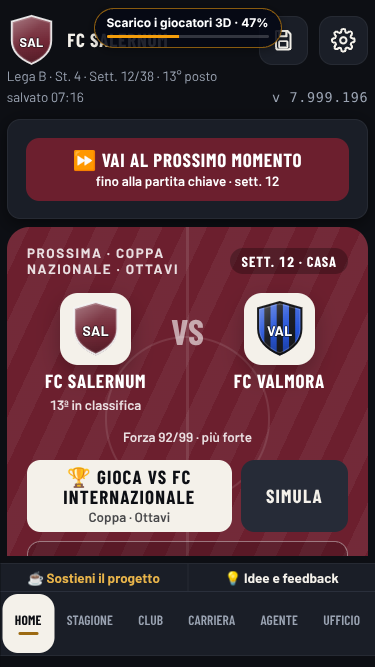 Scarico i giocatori 3D · 47%
SAL
FC SALERNUM
Lega B · St. 4 · Sett. 12/38 · 13° posto
salvato 07:16
v 7.999.196
⏩ VAI AL PROSSIMO MOMENTO
fino alla partita chiave · sett. 12
PROSSIMA · COPPA
NAZIONALE · OTTAVI
SETT. 12 · CASA
SAL
VS
VAL
FC SALERNUM
FC VALMORA
13ª in classifica
Forza 92/99 · più forte
🏆 GIOCA VS FC
INTERNAZIONALE
Coppa · Ottavi
SIMULA
☕ Sostieni il progetto
💡 Idee e feedback
HOME
STAGIONE
CLUB
CARRIERA
AGENTE
UFFICIO